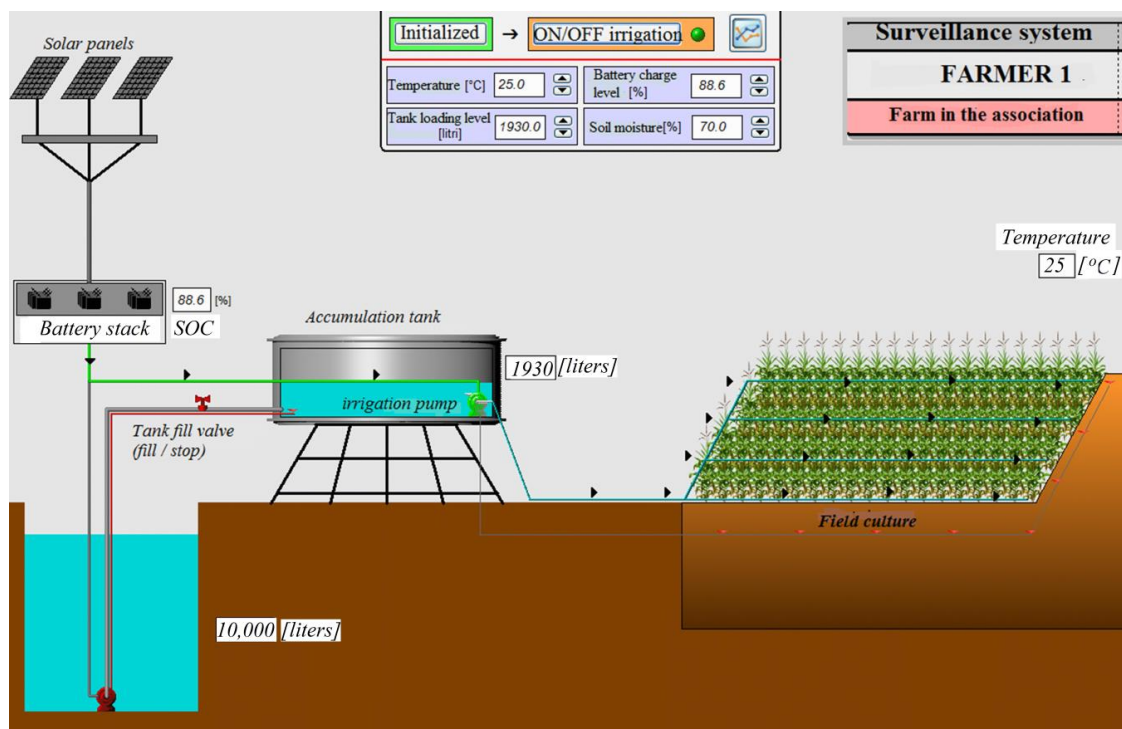 Solar panels
Initialized → ON/OFF irrigation
Temperature [°C] 25.0
Battery charge
level [%] 88.6
Tank loading level
[litri] 1930.0
Soil moisture[%] 70.0
Surveillance system
FARMER 1
Farm in the association
Temperature
25 [°C]
88.6 [%]
Battery stack SOC
Accumulation tank
1930 [liters]
irrigation pump
Tank fill valve
(fill / stop)
Field culture
10,000 [liters]